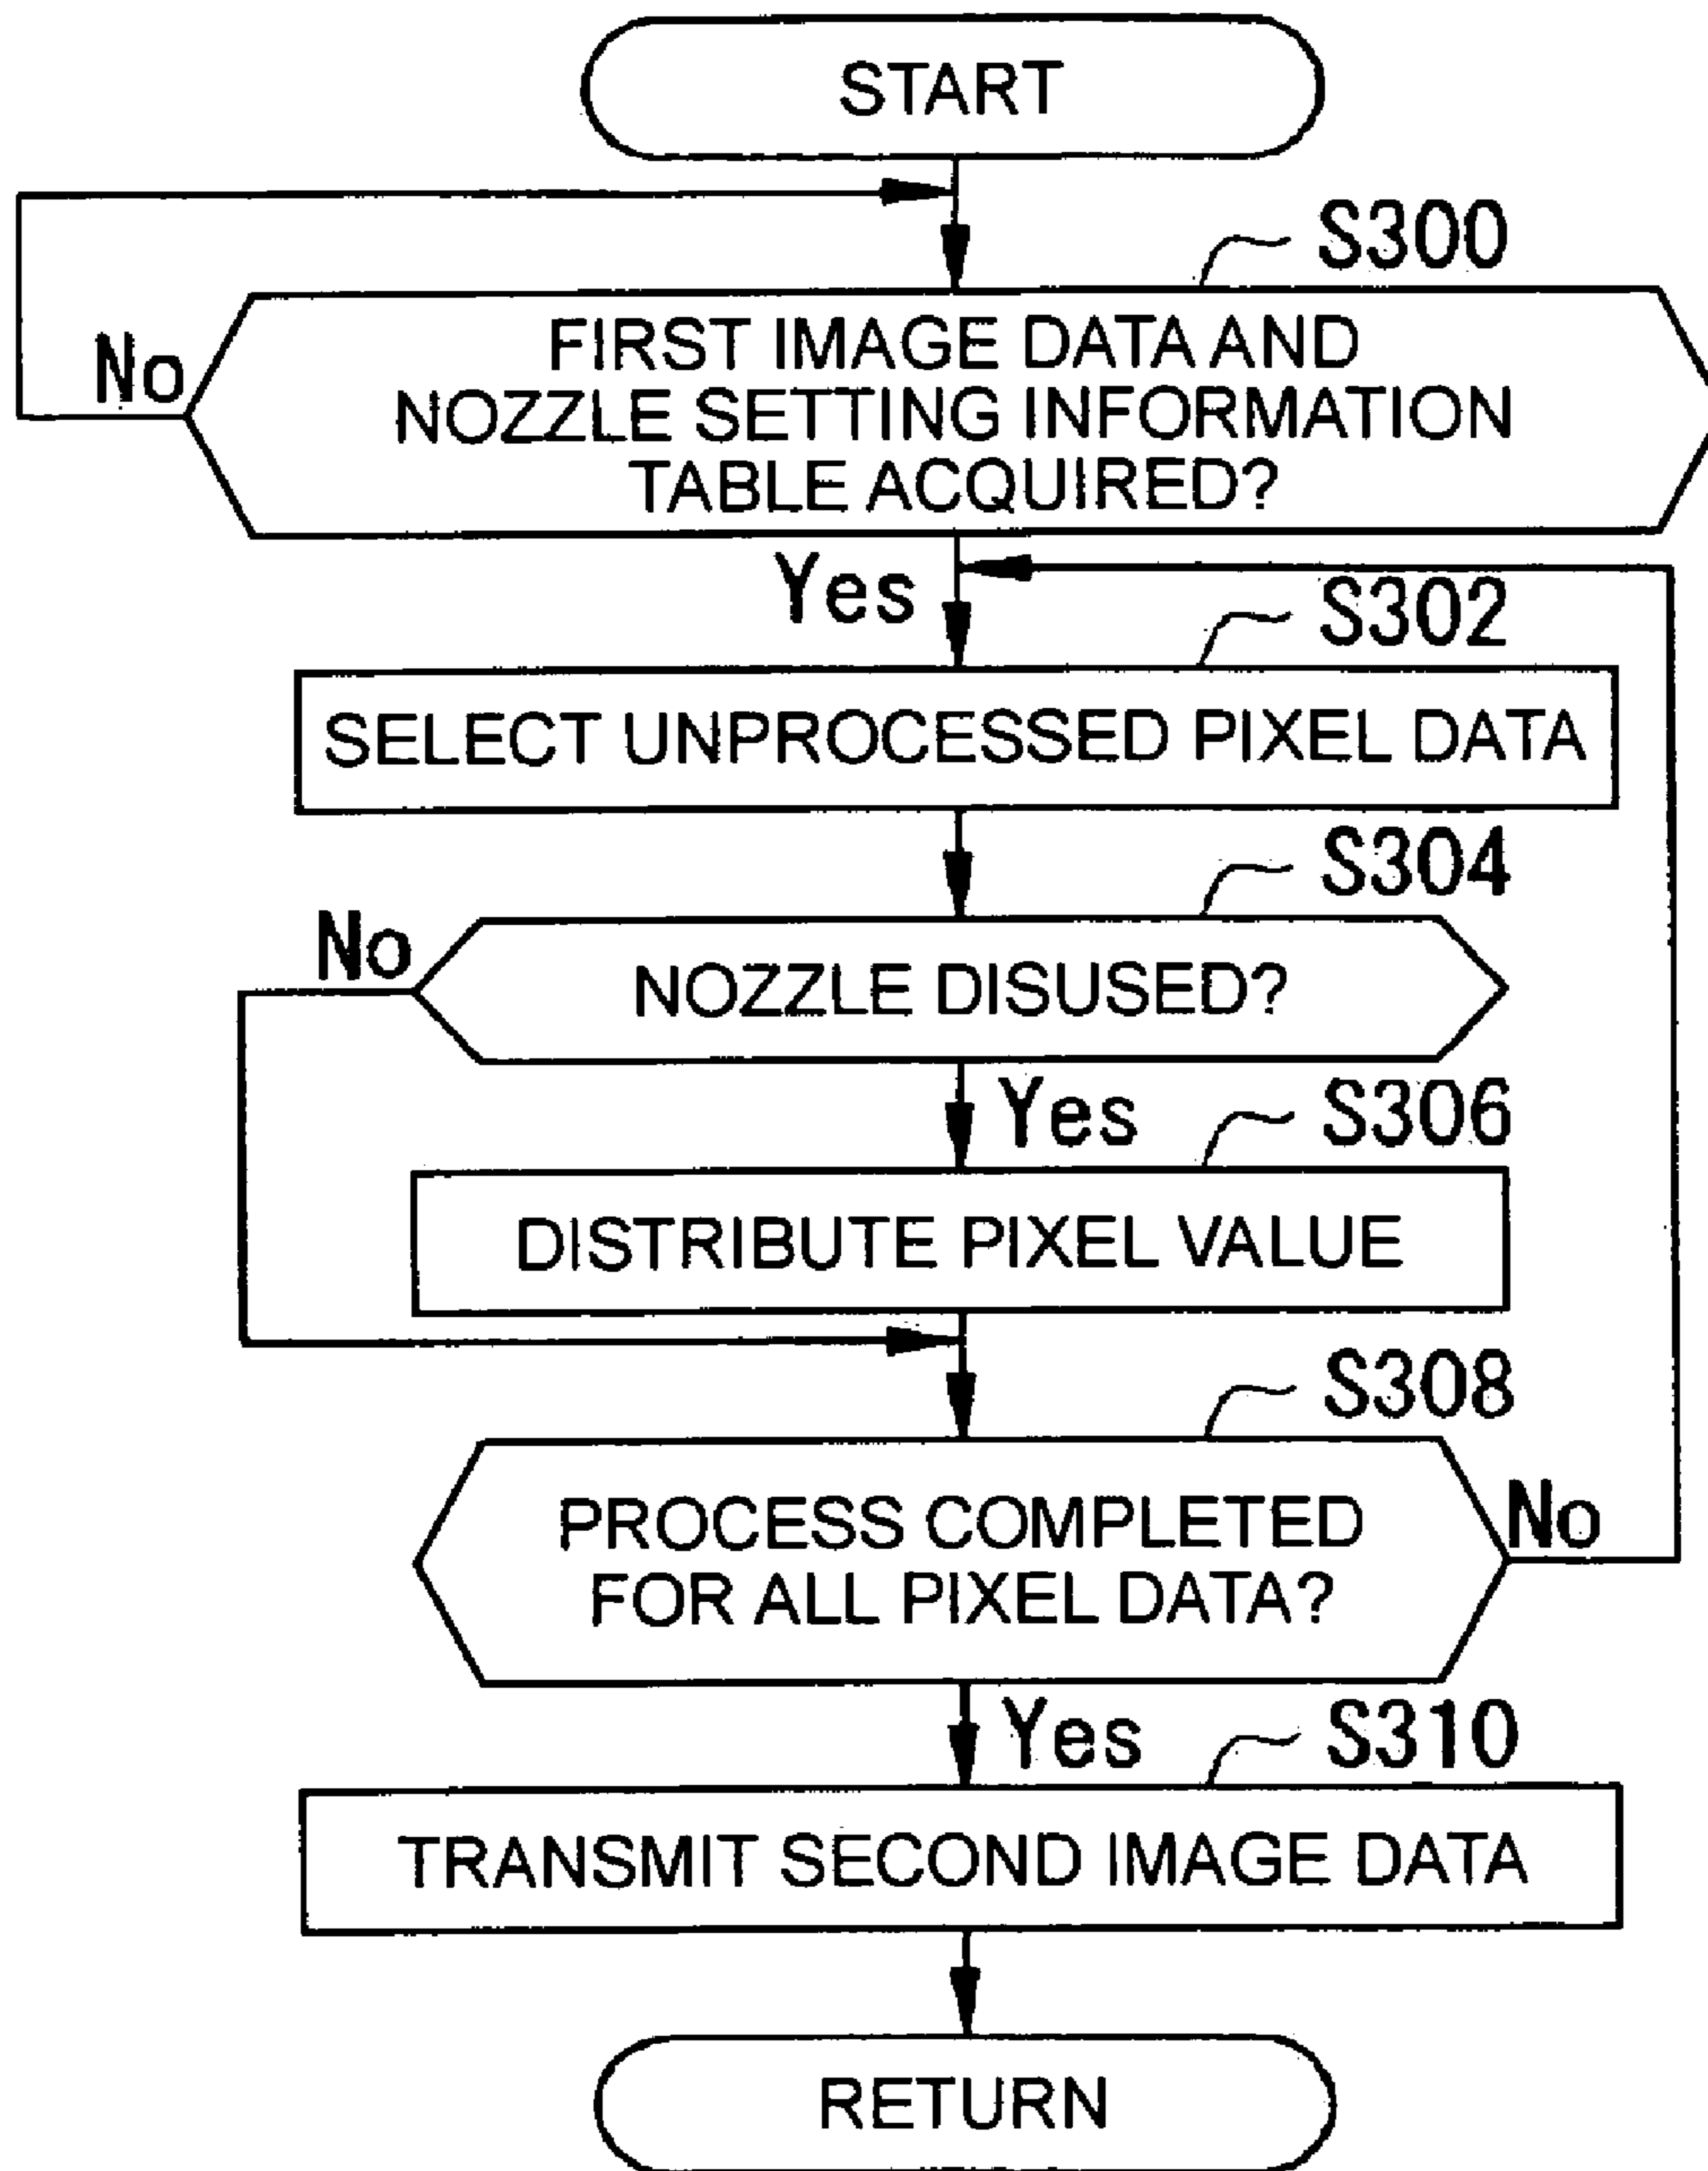 START
S300
No
FIRST IMAGE DATA AND
NOZZLE SETTING INFORMATION
TABLE ACQUIRED?
Yes
S302
SELECT UNPROCESSED PIXEL DATA
S304
No
NOZZLE DISUSED?
Yes
S306
DISTRIBUTE PIXEL VALUE
S308
PROCESS COMPLETED
FOR ALL PIXEL DATA?
No
Yes
S310
TRANSMIT SECOND IMAGE DATA
RETURN